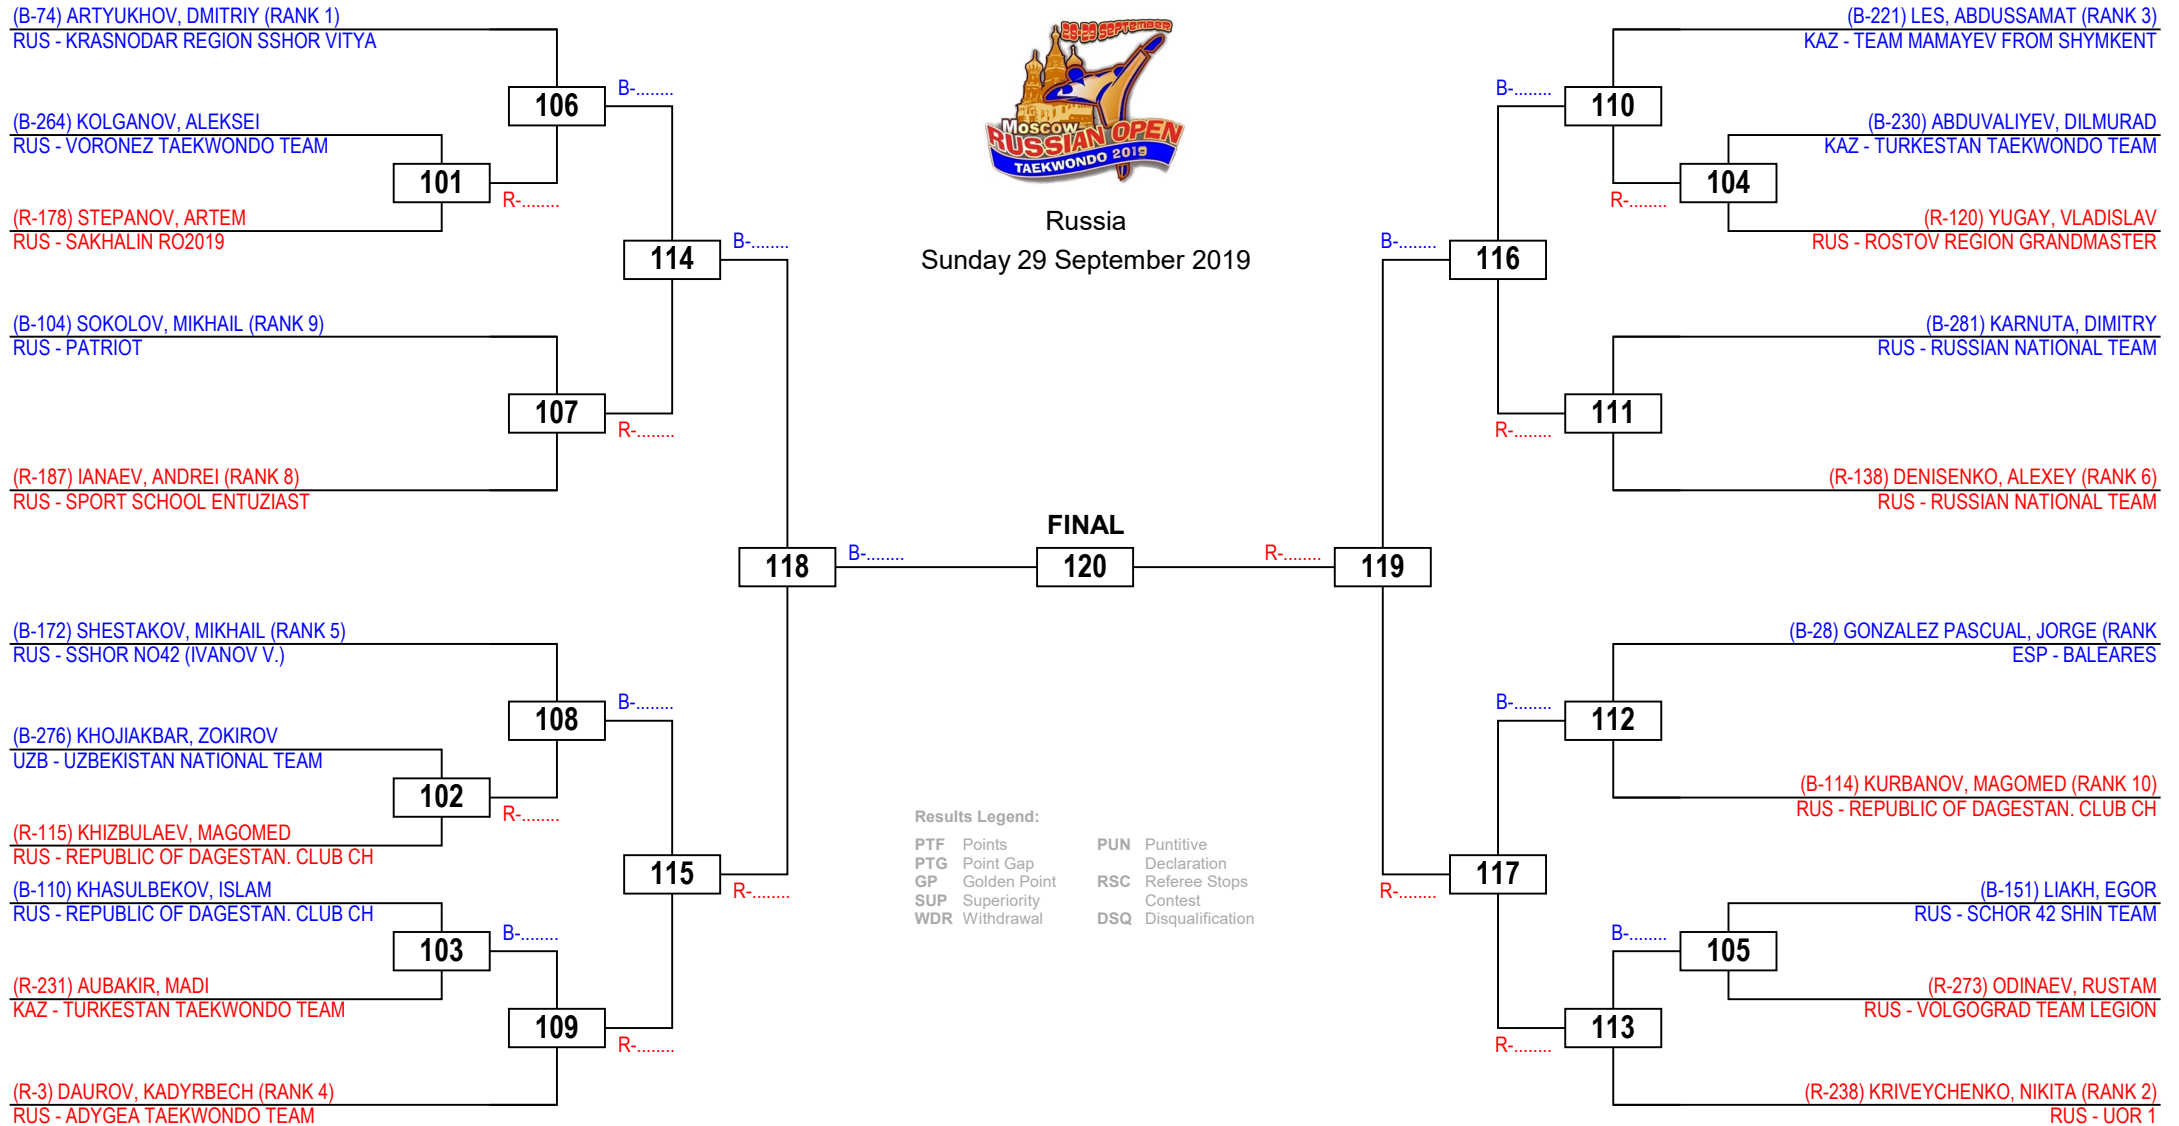 (B-74) ARTYUKHOV, DMITRIY (RANK 1)
RUS - KRASNODAR REGION SSHOR VITYA
(B-264) KOLGANOV, ALEKSEI
RUS - VORONEZ TAEKWONDO TEAM
(R-178) STEPANOV, ARTEM
RUS - SAKHALIN RO2019
(B-104) SOKOLOV, MIKHAIL (RANK 9)
RUS - PATRIOT
(R-187) IANAEV, ANDREI (RANK 8)
RUS - SPORT SCHOOL ENTUZIAST
(B-172) SHESTAKOV, MIKHAIL (RANK 5)
RUS - SSHOR NO42 (IVANOV V.)
(B-276) KHOJIAKBAR, ZOKIROV
UZB - UZBEKISTAN NATIONAL TEAM
(R-115) KHIZBULAEV, MAGOMED
RUS - REPUBLIC OF DAGESTAN. CLUB CH
(B-110) KHASULBEKOV, ISLAM
RUS - REPUBLIC OF DAGESTAN. CLUB CH
(R-231) AUBAKIR, MADI
KAZ - TURKESTAN TAEKWONDO TEAM
(R-3) DAUROV, KADYRBECH (RANK 4)
RUS - ADYGEA TAEKWONDO TEAM
101
R-........
102
R-........
103
B-........
106
B-........
107
R-........
108
B-........
109
R-........
114
B-........
115
R-........
118
B-........
28-29 SEPTEMBER
MOSCOW
RUSSIAN OPEN
TAEKWONDO 2019
Russia
Sunday 29 September 2019
FINAL
120
Results Legend:
PTF Points
PTG Point Gap
GP Golden Point
SUP Superiority
WDR Withdrawal
PUN Puntitive
Declaration
RSC Referee Stops
Contest
DSQ Disqualification
R-........
119
B-........
116
R-........
117
B-........
110
R-........
111
B-........
112
R-........
113
R-........
104
B-........
105
(B-221) LES, ABDUSSAMAT (RANK 3)
KAZ - TEAM MAMAYEV FROM SHYMKENT
(B-230) ABDUVALIYEV, DILMURAD
KAZ - TURKESTAN TAEKWONDO TEAM
(R-120) YUGAY, VLADISLAV
RUS - ROSTOV REGION GRANDMASTER
(B-281) KARNUTA, DIMITRY
RUS - RUSSIAN NATIONAL TEAM
(R-138) DENISENKO, ALEXEY (RANK 6)
RUS - RUSSIAN NATIONAL TEAM
(B-28) GONZALEZ PASCUAL, JORGE (RANK
ESP - BALEARES
(B-114) KURBANOV, MAGOMED (RANK 10)
RUS - REPUBLIC OF DAGESTAN. CLUB CH
(B-151) LIAKH, EGOR
RUS - SCHOR 42 SHIN TEAM
(R-273) ODINAEV, RUSTAM
RUS - VOLGOGRAD TEAM LEGION
(R-238) KRIVEYCHENKO, NIKITA (RANK 2)
RUS - UOR 1